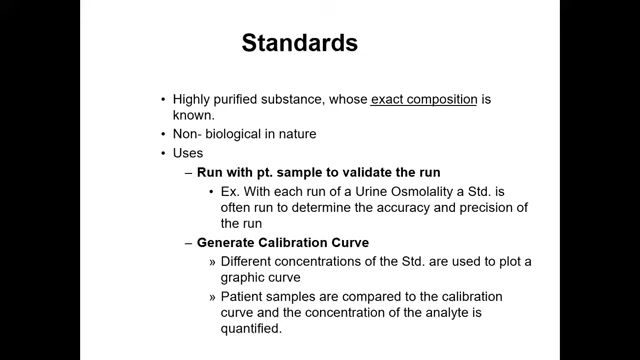 Standards
• Highly purified substance, whose exact composition is
known.
• Non- biological in nature
• Uses
– Run with pt. sample to validate the run
• Ex. With each run of a Urine Osmolality a Std. is
often run to determine the accuracy and precision of
the run
– Generate Calibration Curve
» Different concentrations of the Std. are used to plot a
graphic curve
» Patient samples are compared to the calibration
curve and the concentration of the analyte is
quantified.